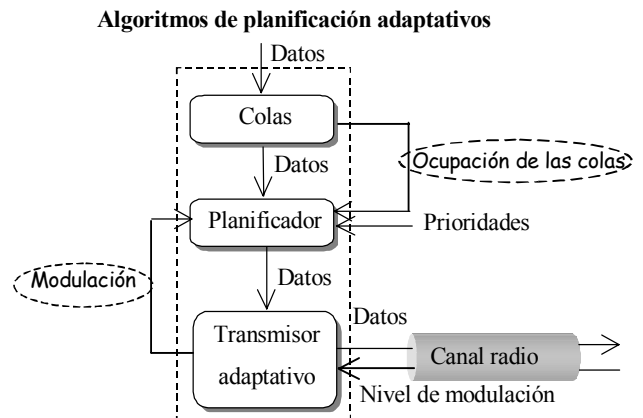 Algoritmos de planificación adaptativos
Datos
Colas
Datos
Ocupación de las colas
Planificador
Prioridades
Modulación
Datos
Transmisor
adaptativo
Datos
Canal radio
Nivel de modulación